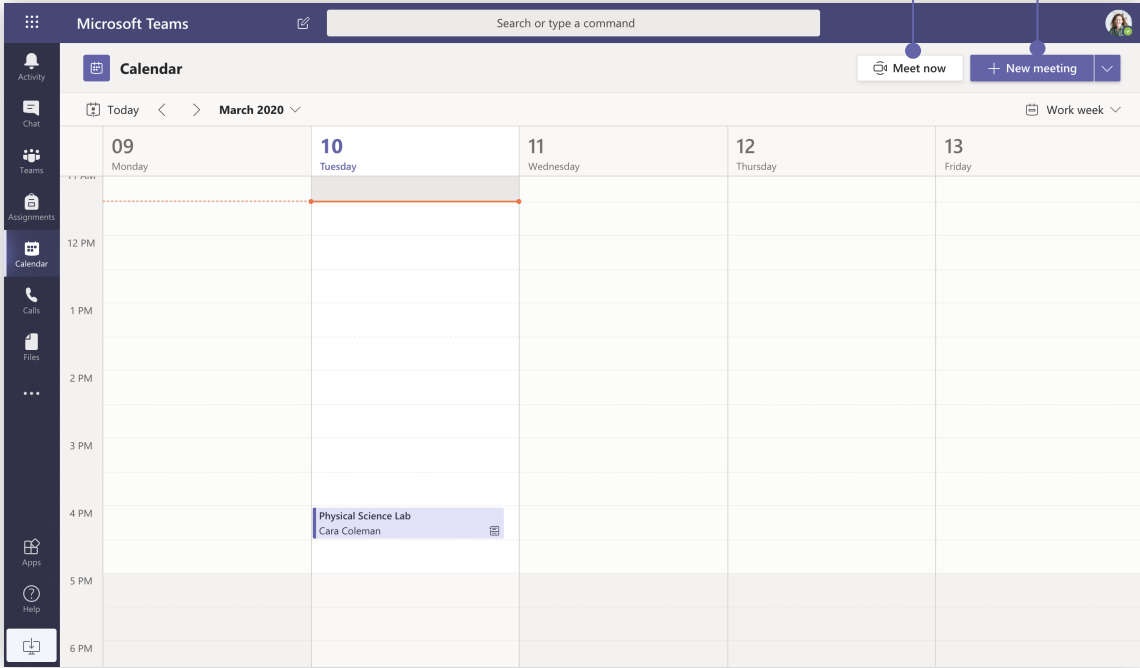 Microsoft Teams
Search or type a command
Activity
Chat
Teams
Assignments
Calendar
Calls
Files
Apps
Help
Calendar
Meet now
New meeting
Today
March 2020
Work week
09
Monday
10
Tuesday
11
Wednesday
12
Thursday
13
Friday
11 AM
12 PM
1 PM
2 PM
3 PM
4 PM
Physical Science Lab
Cara Coleman
5 PM
6 PM